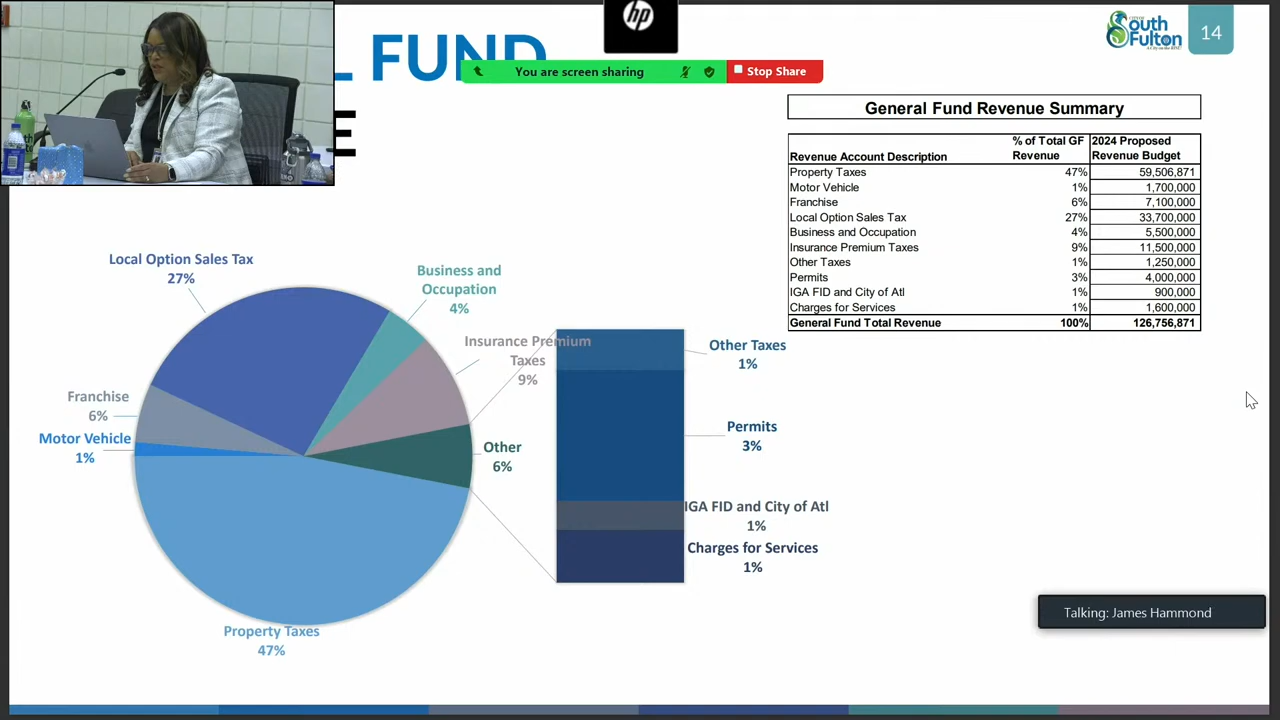 L FUND
E
hp
You are screen sharing
Stop Share
CITY OF
South
Fulton
14
General Fund Revenue Summary
Revenue Account Description % of Total GF Revenue 2024 Proposed Revenue Budget
Property Taxes 47% 59,506,871
Motor Vehicle 1% 1,700,000
Franchise 6% 7,100,000
Local Option Sales Tax 27% 33,700,000
Business and Occupation 4% 5,500,000
Insurance Premium Taxes 9% 11,500,000
Other Taxes 1% 1,250,000
Permits 3% 4,000,000
IGA FID and City of Atl 1% 900,000
Charges for Services 1% 1,600,000
General Fund Total Revenue 100% 126,756,871
Local Option Sales Tax
27%
Business and
Occupation
4%
Insurance Premium
Taxes
9%
Franchise
6%
Motor Vehicle
1%
Other
6%
Property Taxes
47%
Other Taxes
1%
Permits
3%
IGA FID and City of Atl
1%
Charges for Services
1%
Talking: James Hammond